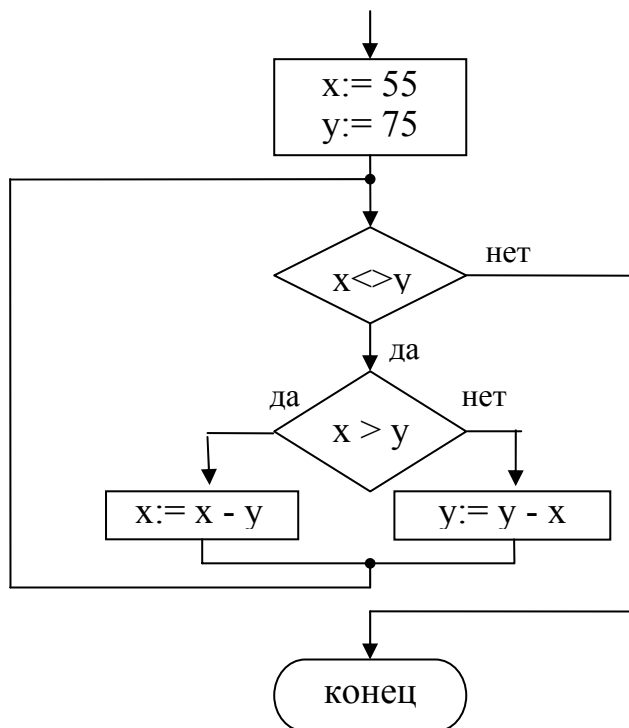 x:= 55
y:= 75
нет
x<>y
да
да
нет
x > y
x:= x - y
y:= y - x
конец